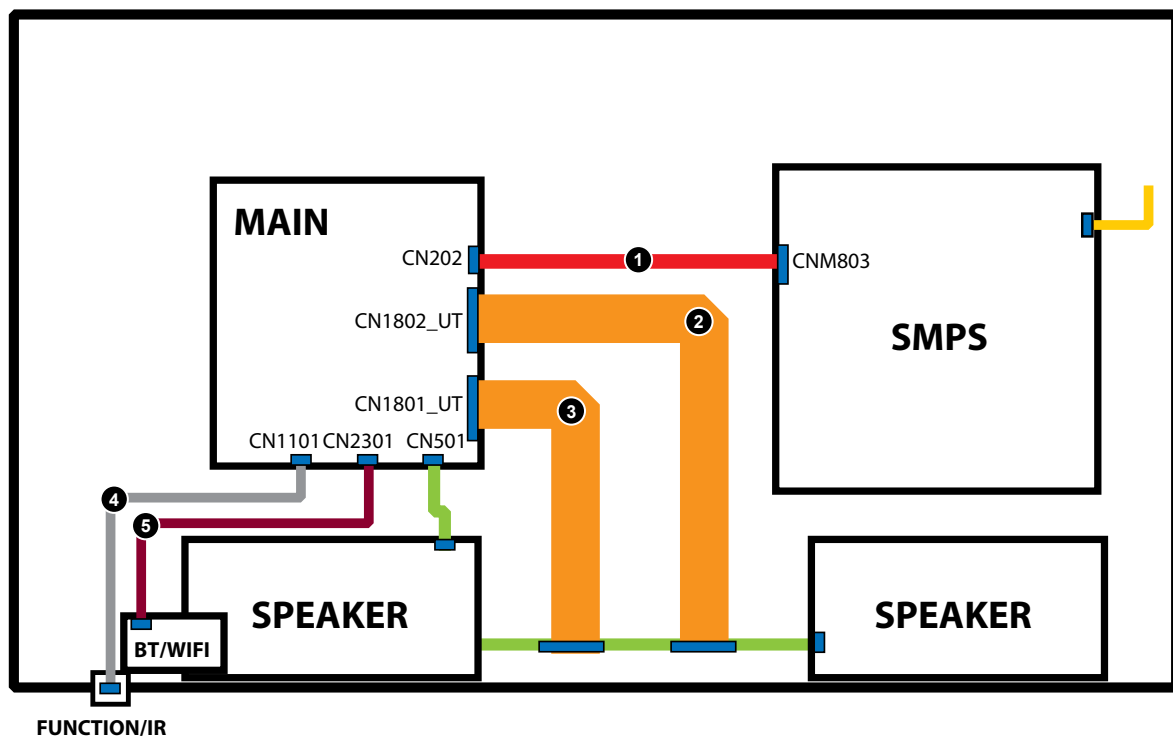 MAIN
CN202
1
CNM803
CN1802_UT
2
SMPS
CN1801_UT
3
CN1101 CN2301 CN501
4
5
SPEAKER
SPEAKER
BT/WIFI
FUNCTION/IR